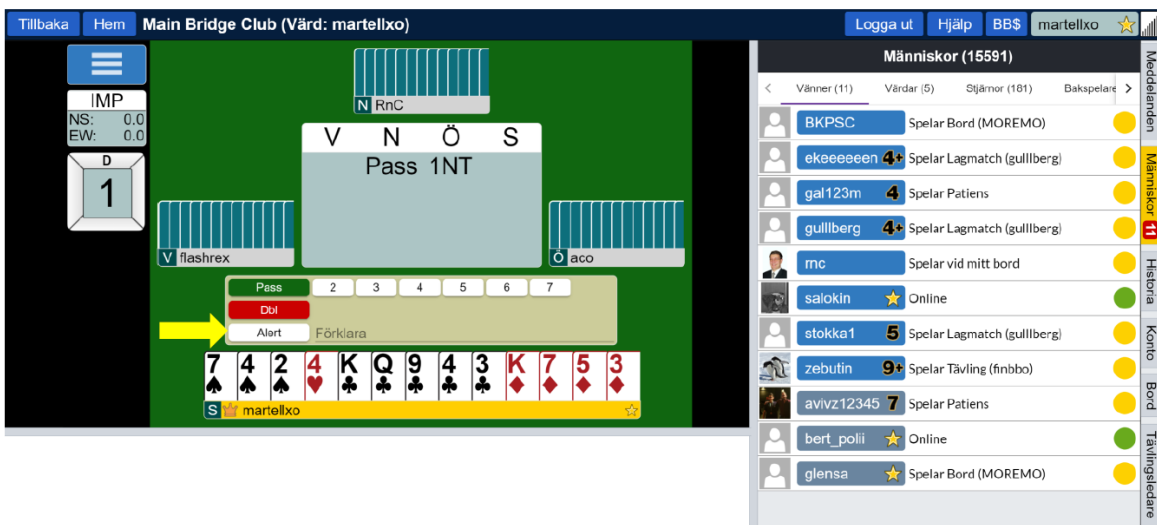 Tillbaka Hem Main Bridge Club (Värd: martellxo) Logga ut Hjälp BB$ martellxo
IMP
NS: 0.0
EW: 0.0
D
1
N RnC
V N Ö S
Pass 1NT
V flashrex
Ö aco
Pass 2 3 4 5 6 7
Dbl
Alert Förklara
7 4 2 4 K Q 9 4 3 K 7 5 3
S martellxo
Människor (15591)
< Vänner (11) Värdar (5) Stjärnor (181) Bakspelare >
BKPSC Spelar Bord (MOREMO)
ekeeeeeen 4+ Spelar Lagmatch (gulllberg)
gal123m 4 Spelar Patiens
gulllberg 4+ Spelar Lagmatch (gulllberg)
rnc Spelar vid mitt bord
salokin Online
stokka1 5 Spelar Lagmatch (gulllberg)
zebutin 9+ Spelar Tävling (finbbo)
avivz12345 7 Spelar Patiens
bert_polii Online
glensa Spelar Bord (MOREMO)
Meddelanden
Människor 11
Historia
Konto
Bord
Tävlingsledare